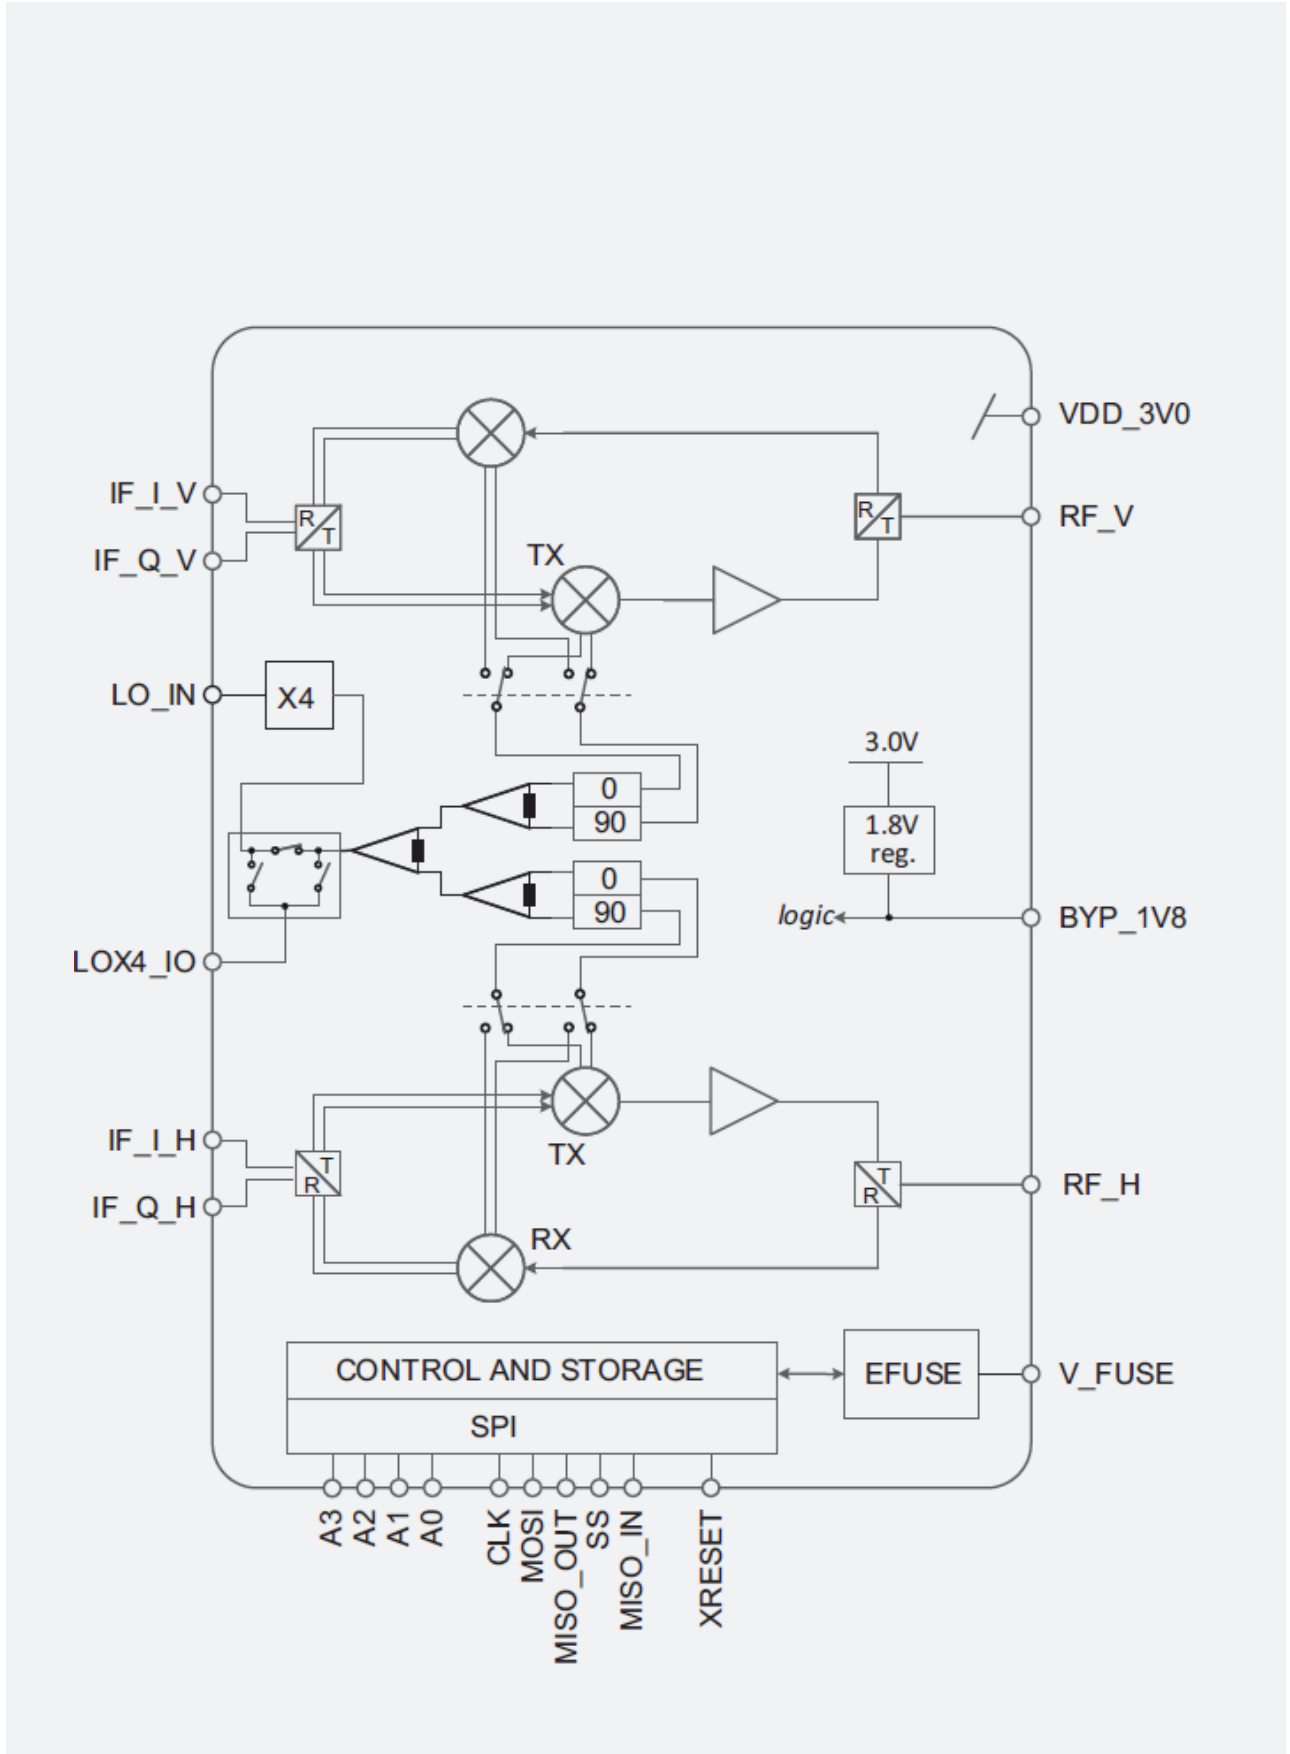 VDD_3V0
IF_I_V
R
T
R
T
RF_V
IF_Q_V
TX
LO_IN
X4
3.0V
0
90
1.8V
reg.
0
90
logic
BYP_1V8
LOX4_IO
IF_I_H
TX
T
R
T
R
RF_H
IF_Q_H
RX
CONTROL AND STORAGE
EFUSE
V_FUSE
SPI
A3
A2
A1
A0
CLK
MOSI
MISO_OUT
SS
MISO_IN
XRESET